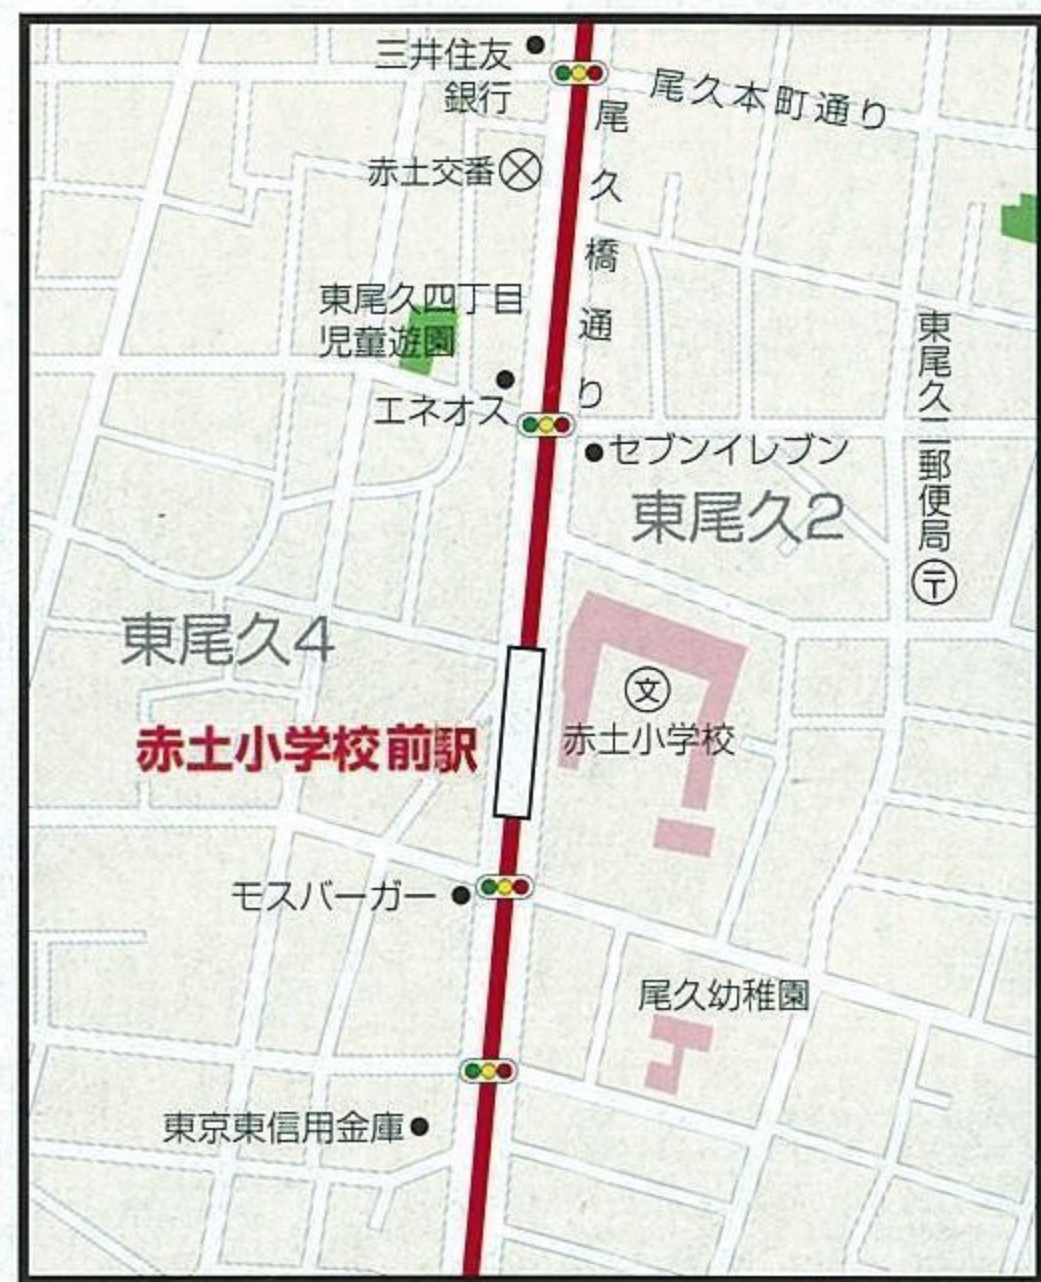 三井住友
銀行
尾久本町通り
尾久橋通り
赤土交番
東尾久四丁目
児童遊園
エネオス
セブンイレブン
東尾久二郵便局
〒
東尾久2
東尾久4
文
赤土小学校
赤土小学校前駅
モスバーガー
尾久幼稚園
東京東信用金庫